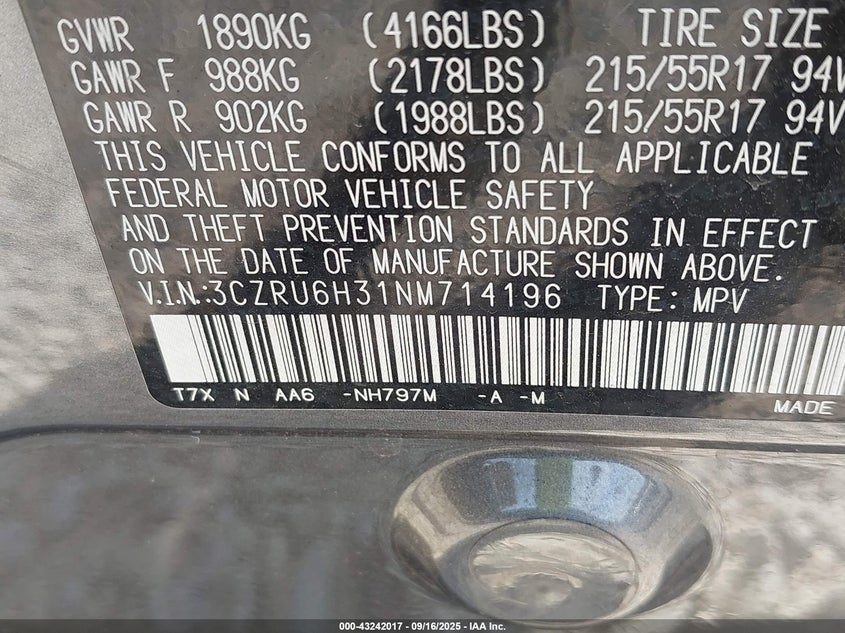 GVWR 1890KG (4166LBS) TIRE SIZE
GAWR F 988KG (2178LBS) 215/55R17 94V
GAWR R 902KG (1988LBS) 215/55R17 94V
THIS VEHICLE CONFORMS TO ALL APPLICABLE
FEDERAL MOTOR VEHICLE SAFETY
AND THEFT PREVENTION STANDARDS IN EFFECT
ON THE DATE OF MANUFACTURE SHOWN ABOVE.
V.I.N.:3CZRU6H31NM714196 TYPE: MPV
T7X N AA6 -NH797M -A -M
MADE
000-43242017 - 09/16/2025 - IAA Inc.